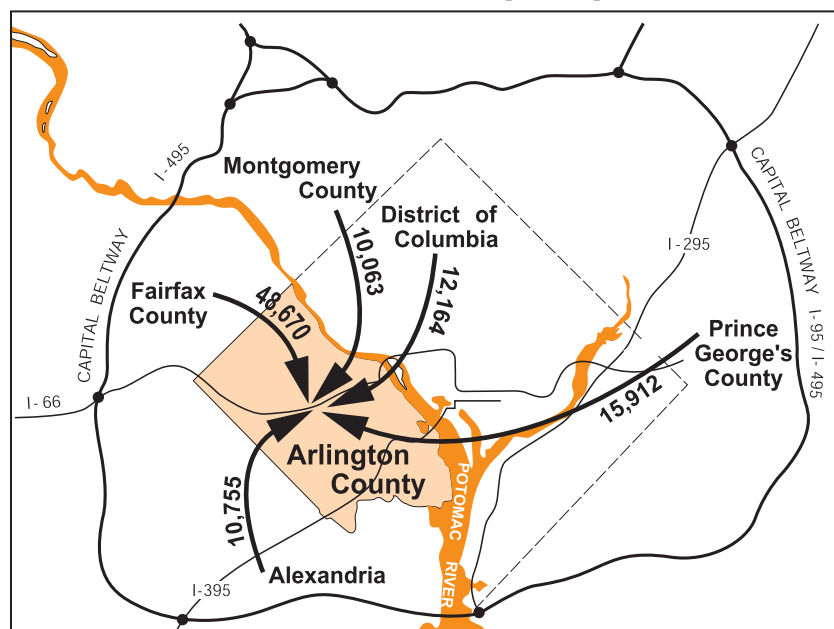 Montgomery
County
I-495
District of
Columbia
10,063
12,164
CAPITAL BELTWAY
I-295
CAPITAL BELTWAY I-95 / I-495
Fairfax
County
48,670
Prince
George's
County
15,912
I-66
Arlington
County
10,755
POTOMAC RIVER
Alexandria
I-395